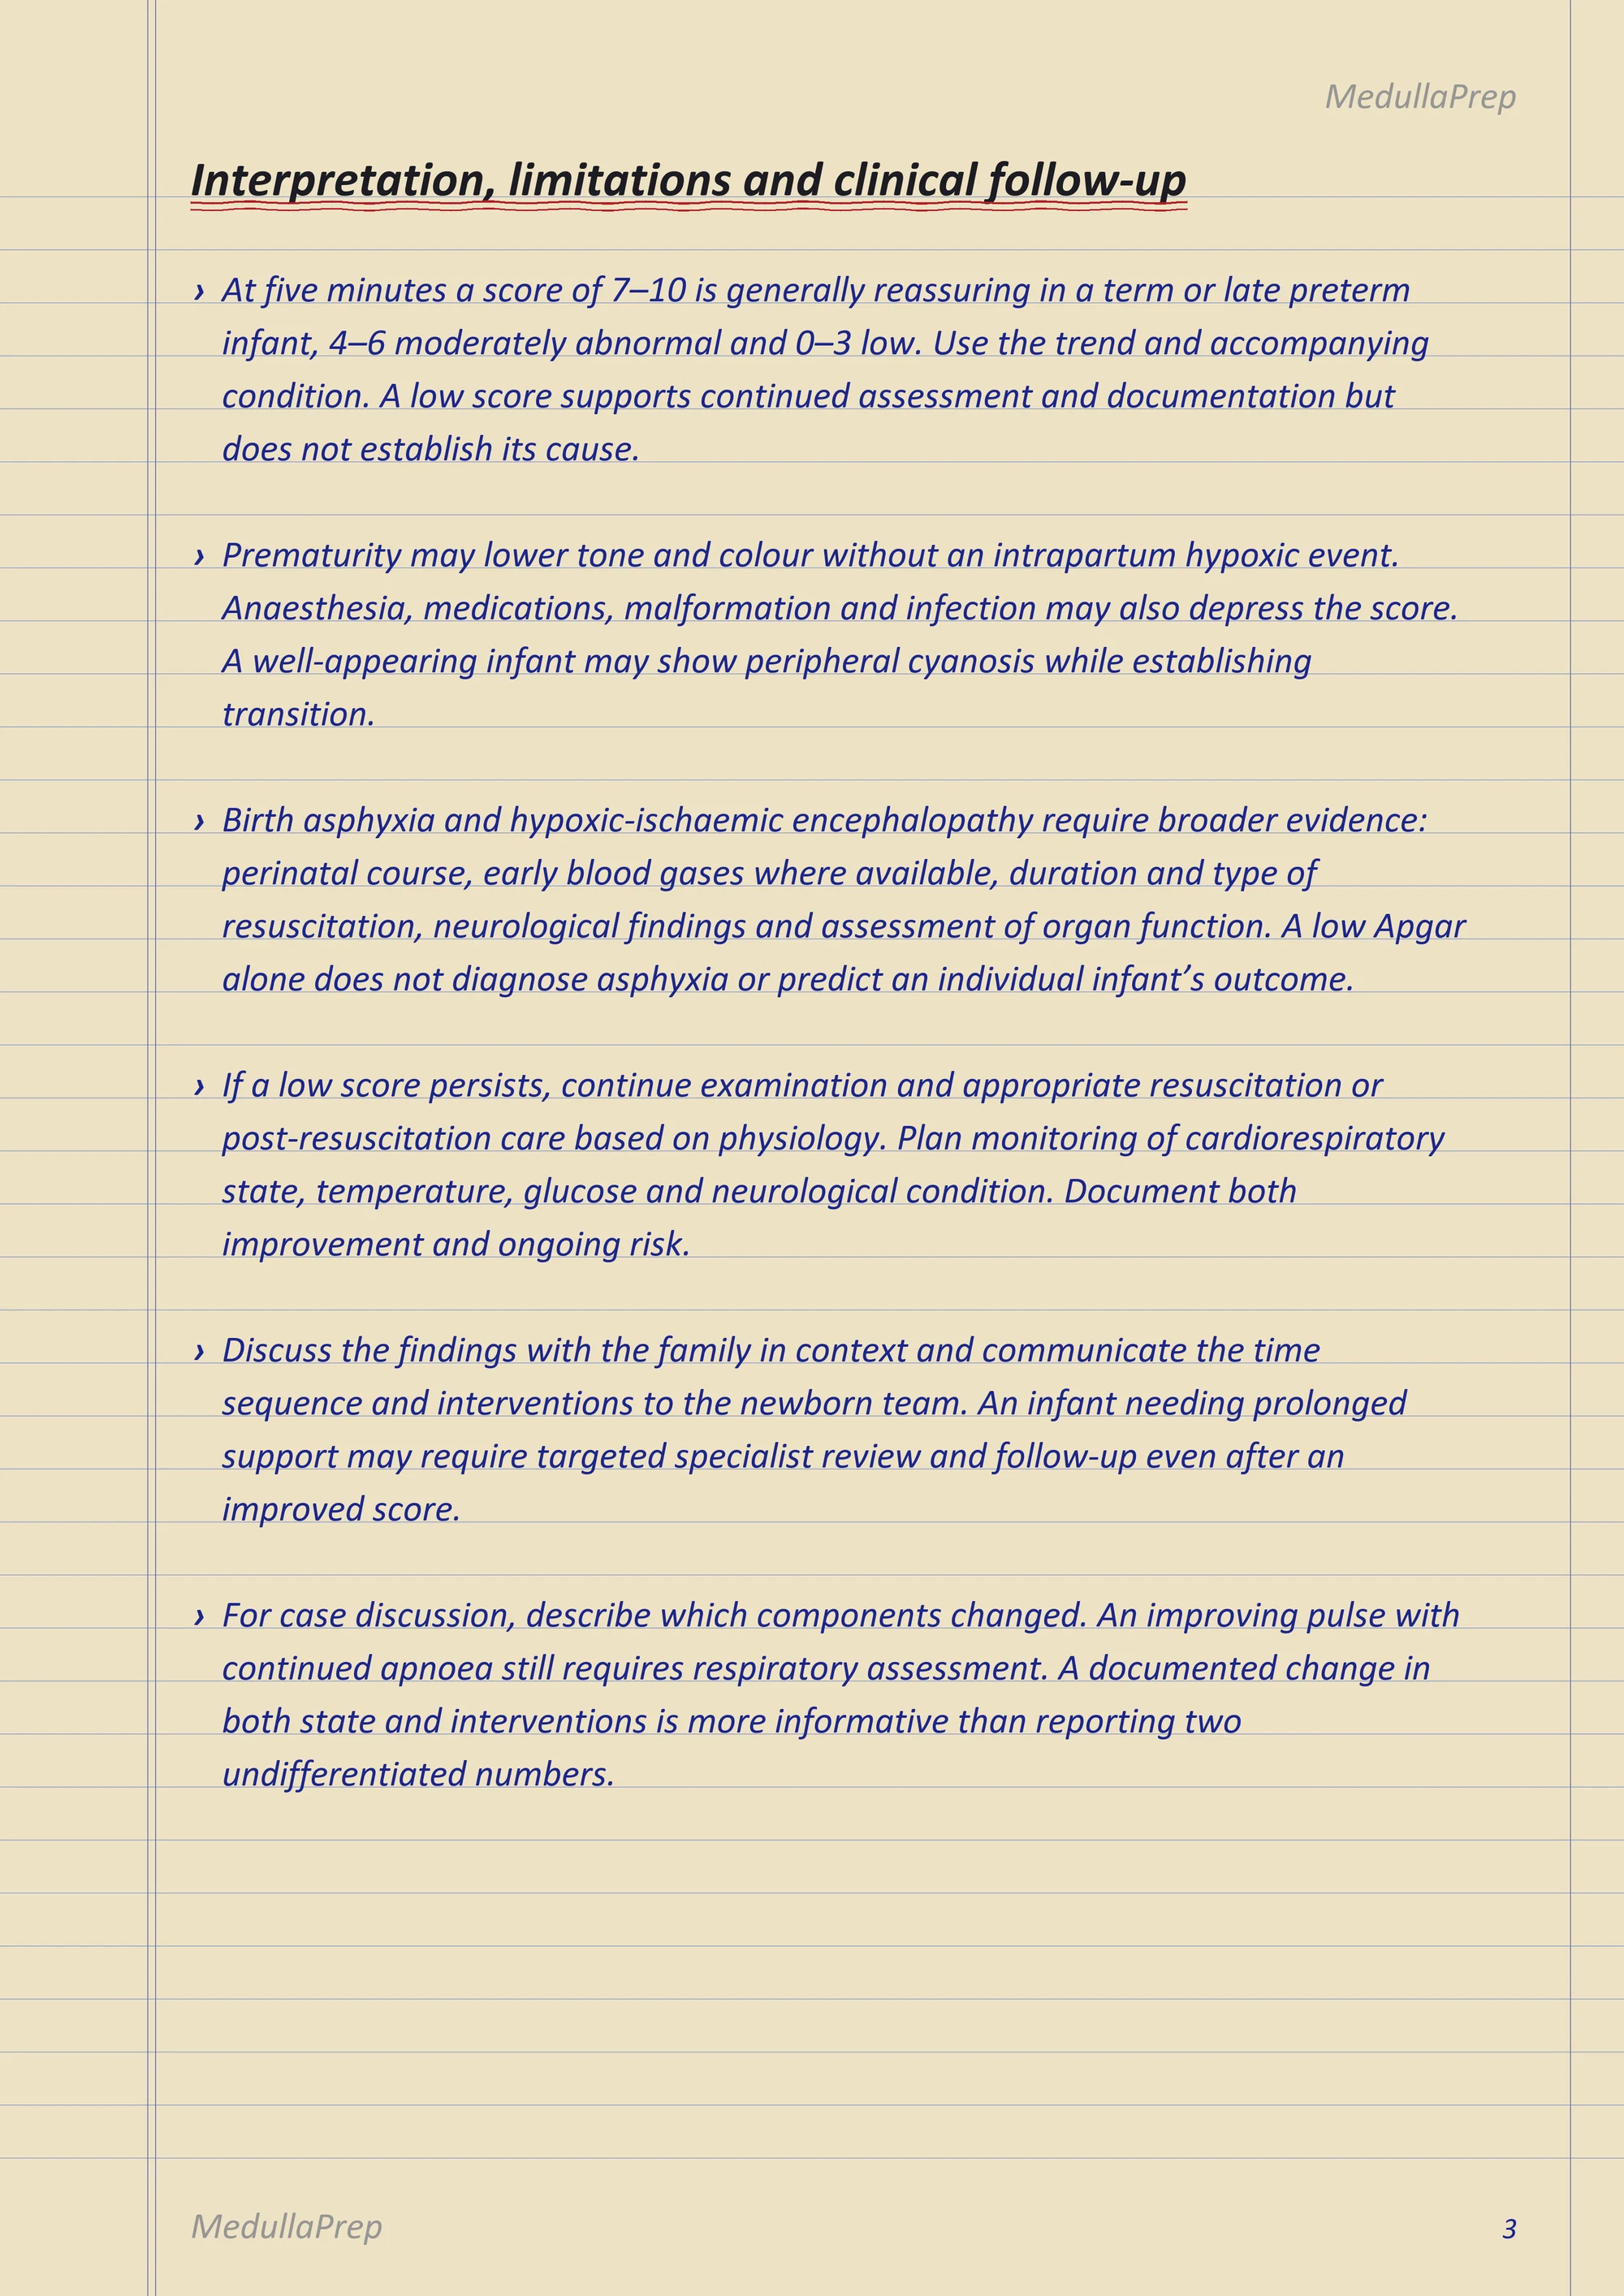 MedullaPrep
Interpretation, limitations and clinical follow-up
› At five minutes a score of 7–10 is generally reassuring in a term or late preterm
infant, 4–6 moderately abnormal and 0–3 low. Use the trend and accompanying
condition. A low score supports continued assessment and documentation but
does not establish its cause.
› Prematurity may lower tone and colour without an intrapartum hypoxic event.
Anaesthesia, medications, malformation and infection may also depress the score.
A well-appearing infant may show peripheral cyanosis while establishing
transition.
› Birth asphyxia and hypoxic-ischaemic encephalopathy require broader evidence:
perinatal course, early blood gases where available, duration and type of
resuscitation, neurological findings and assessment of organ function. A low Apgar
alone does not diagnose asphyxia or predict an individual infant’s outcome.
› If a low score persists, continue examination and appropriate resuscitation or
post-resuscitation care based on physiology. Plan monitoring of cardiorespiratory
state, temperature, glucose and neurological condition. Document both
improvement and ongoing risk.
› Discuss the findings with the family in context and communicate the time
sequence and interventions to the newborn team. An infant needing prolonged
support may require targeted specialist review and follow-up even after an
improved score.
› For case discussion, describe which components changed. An improving pulse with
continued apnoea still requires respiratory assessment. A documented change in
both state and interventions is more informative than reporting two
undifferentiated numbers.
MedullaPrep
3